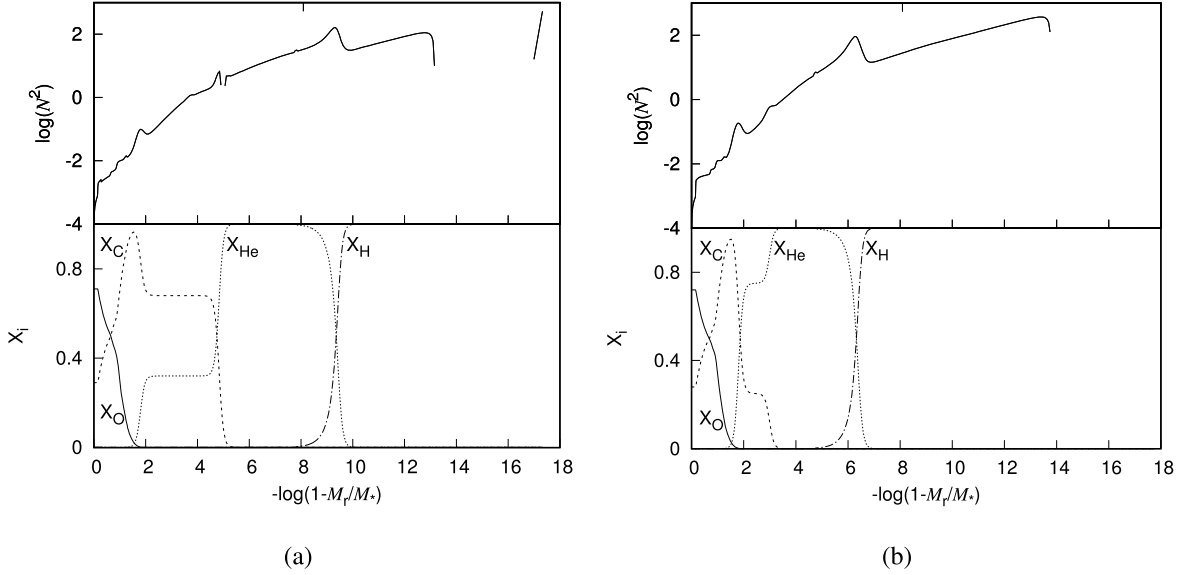 2
0
-2
-4
log(N²)
X_C
X_He
X_H
X_O
0.8
0.4
0
X_i
0 2 4 6 8 10 12 14 16 18
-log(1-M_r/M_*)
(a)
2
0
-2
-4
log(N²)
X_C
X_He
X_H
X_O
0.8
0.4
0
X_i
0 2 4 6 8 10 12 14 16 18
-log(1-M_r/M_*)
(b)